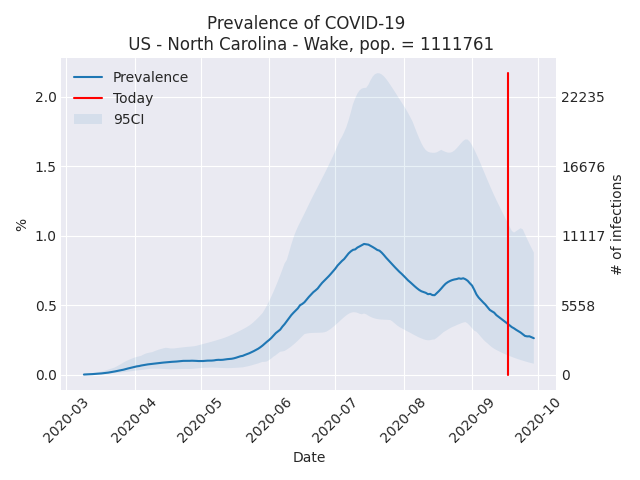 Prevalence of COVID-19
US - North Carolina - Wake, pop. = 1111761
Prevalence
Today
95CI
%
2.0
1.5
1.0
0.5
0.0
22235
16676
11117
5558
0
# of infections
2020-03
2020-04
2020-05
2020-06
2020-07
2020-08
2020-09
2020-10
Date